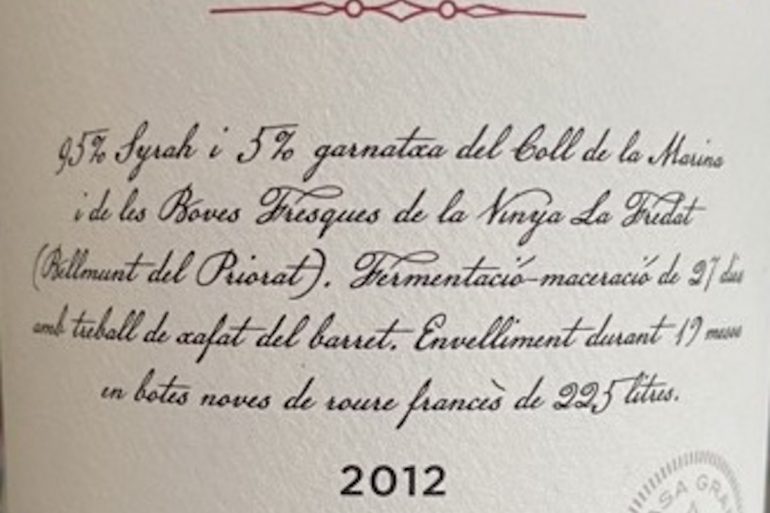 95% Syrah i 5% garnatxa del Coll de la Marina
i de les Boves Fresques de la Vinya La Fredat
(Bellmunt del Priorat). Fermentació-maceració de 27 dies
amb treball de xafat del barret. Envelliment durant 19 mesos
en botes noves de roure francès de 225 litres.
2012
ASA GRA